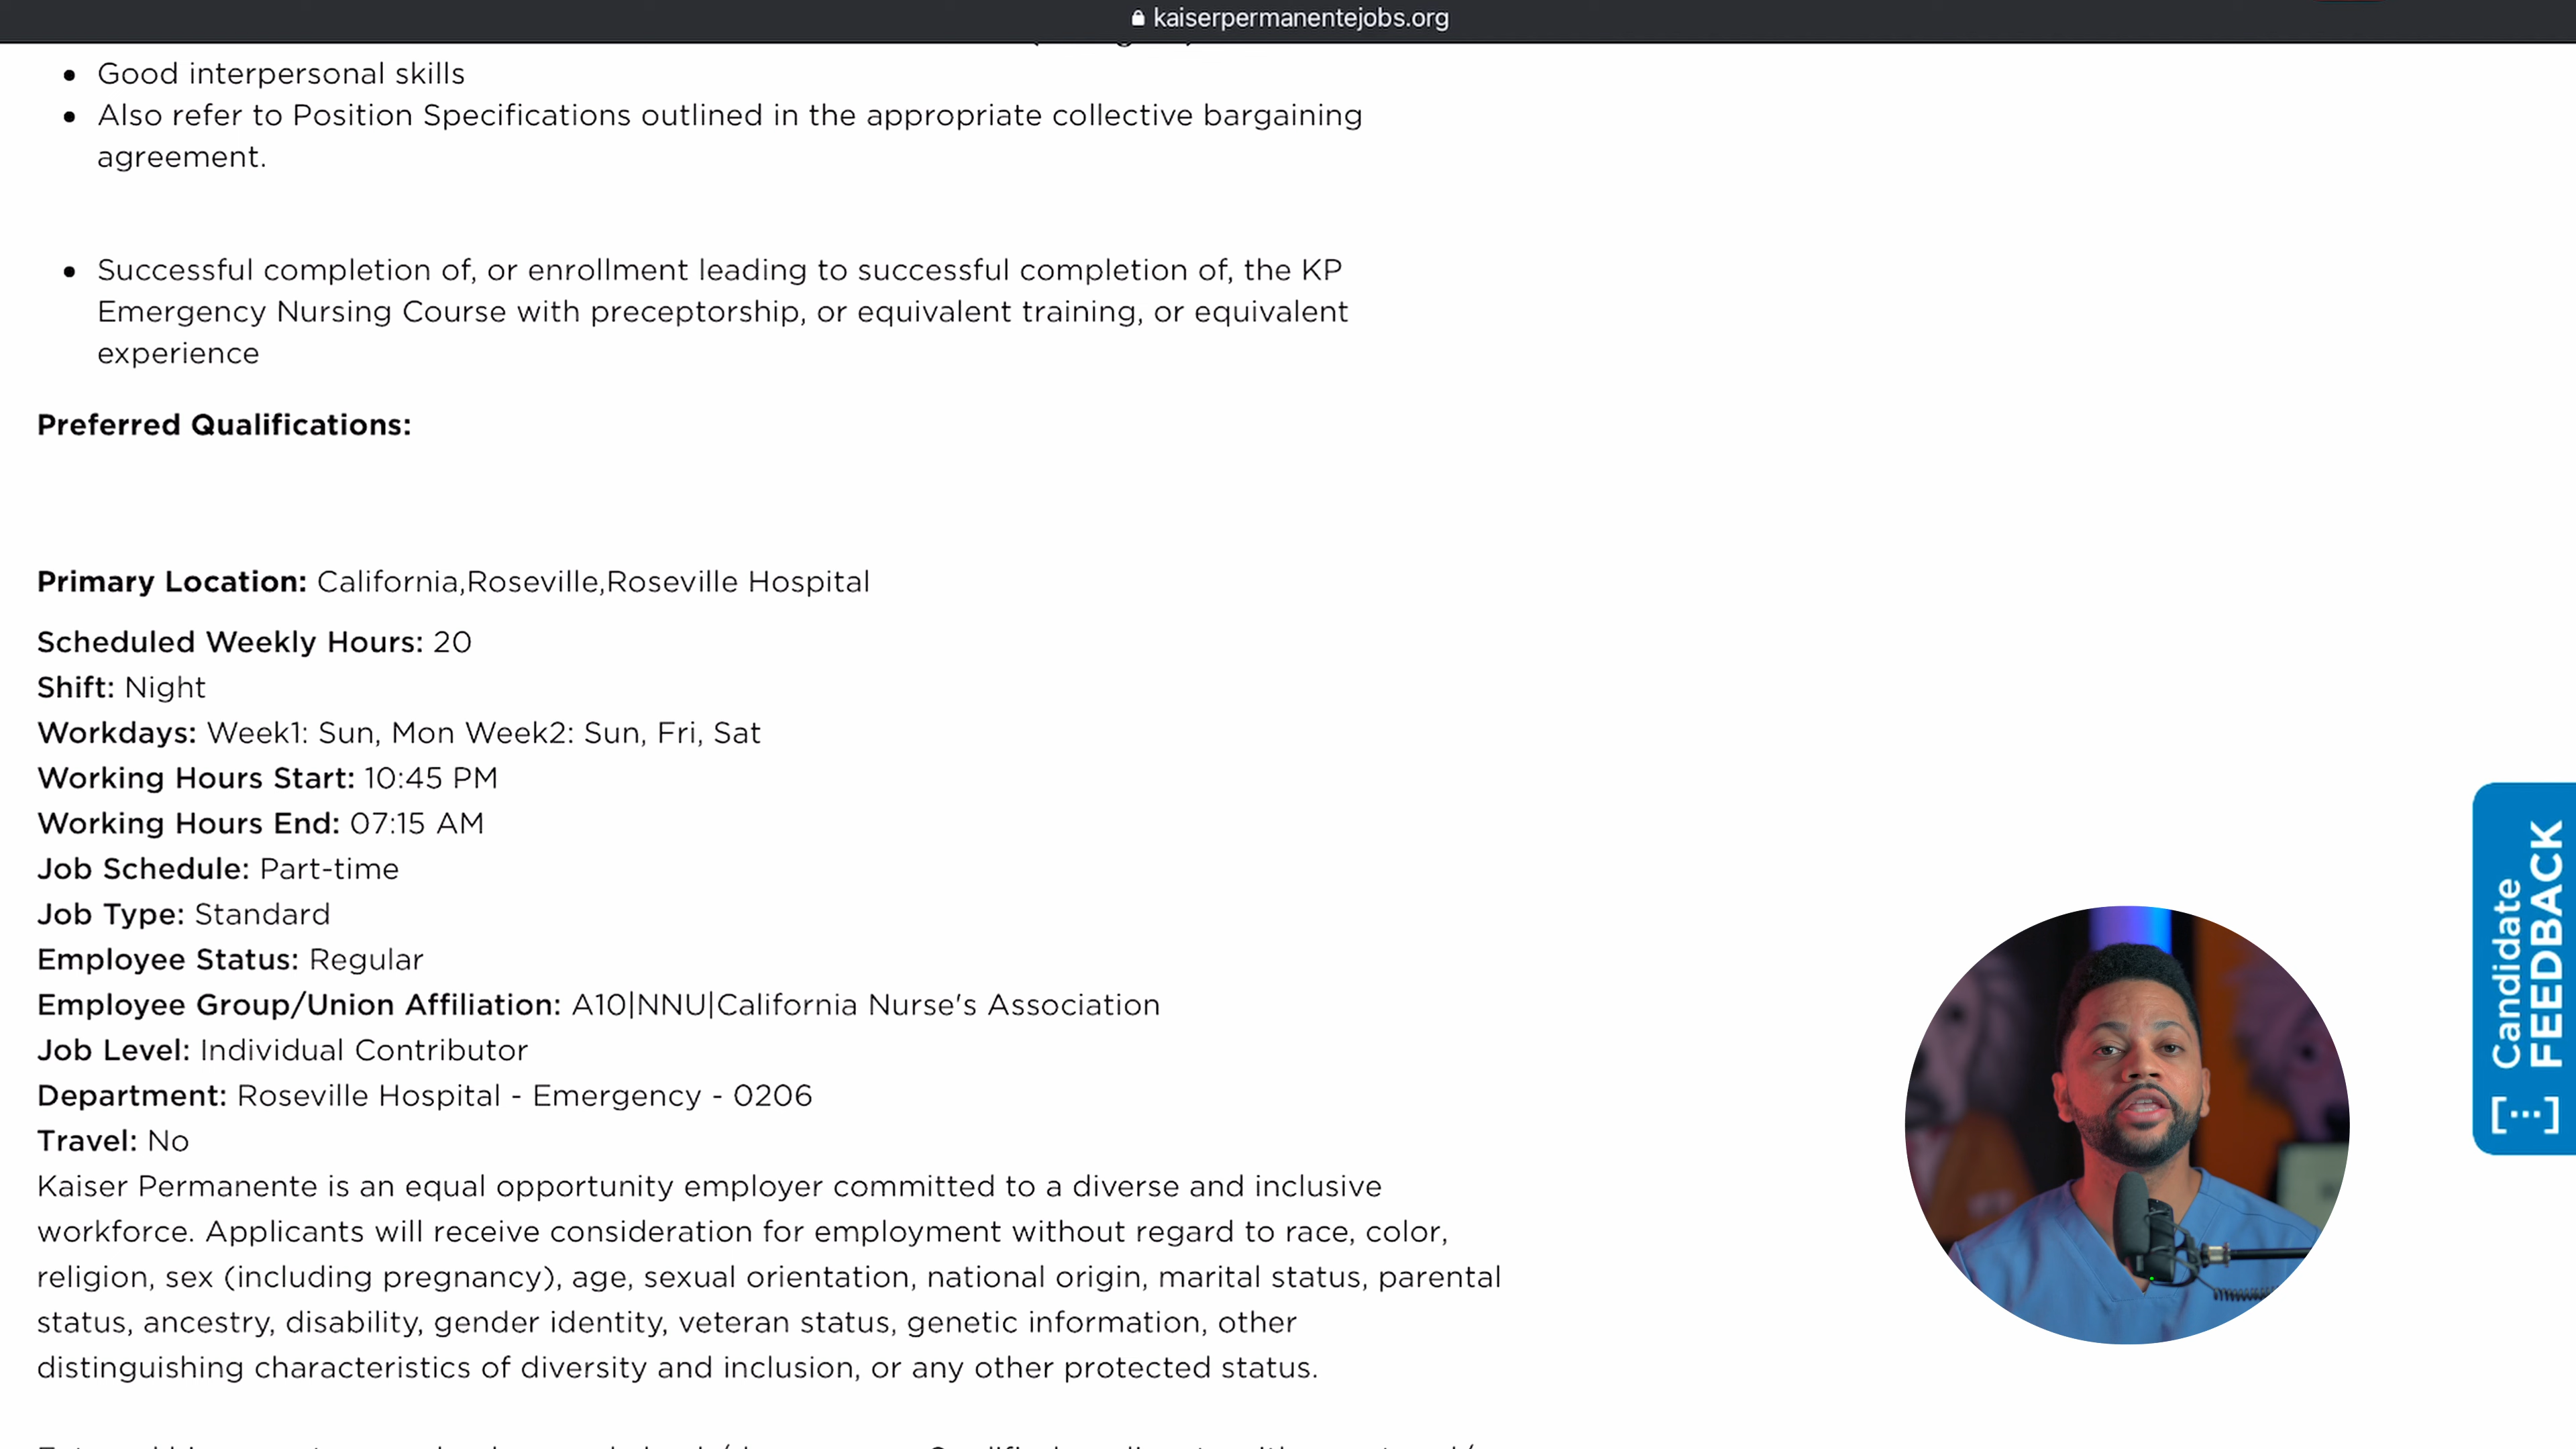 kaiserpermanentejobs.org
Good interpersonal skills
Also refer to Position Specifications outlined in the appropriate collective bargaining
agreement.
Successful completion of, or enrollment leading to successful completion of, the KP
Emergency Nursing Course with preceptorship, or equivalent training, or equivalent
experience
Preferred Qualifications:
Primary Location: California,Roseville,Roseville Hospital
Scheduled Weekly Hours: 20
Shift: Night
Workdays: Week1: Sun, Mon Week2: Sun, Fri, Sat
Working Hours Start: 10:45 PM
Working Hours End: 07:15 AM
Job Schedule: Part-time
Job Type: Standard
Employee Status: Regular
Employee Group/Union Affiliation: A10|NNU|California Nurse's Association
Job Level: Individual Contributor
Department: Roseville Hospital - Emergency - 0206
Travel: No
Kaiser Permanente is an equal opportunity employer committed to a diverse and inclusive
workforce. Applicants will receive consideration for employment without regard to race, color,
religion, sex (including pregnancy), age, sexual orientation, national origin, marital status, parental
status, ancestry, disability, gender identity, veteran status, genetic information, other
distinguishing characteristics of diversity and inclusion, or any other protected status.
Candidate
FEEDBACK
[...]